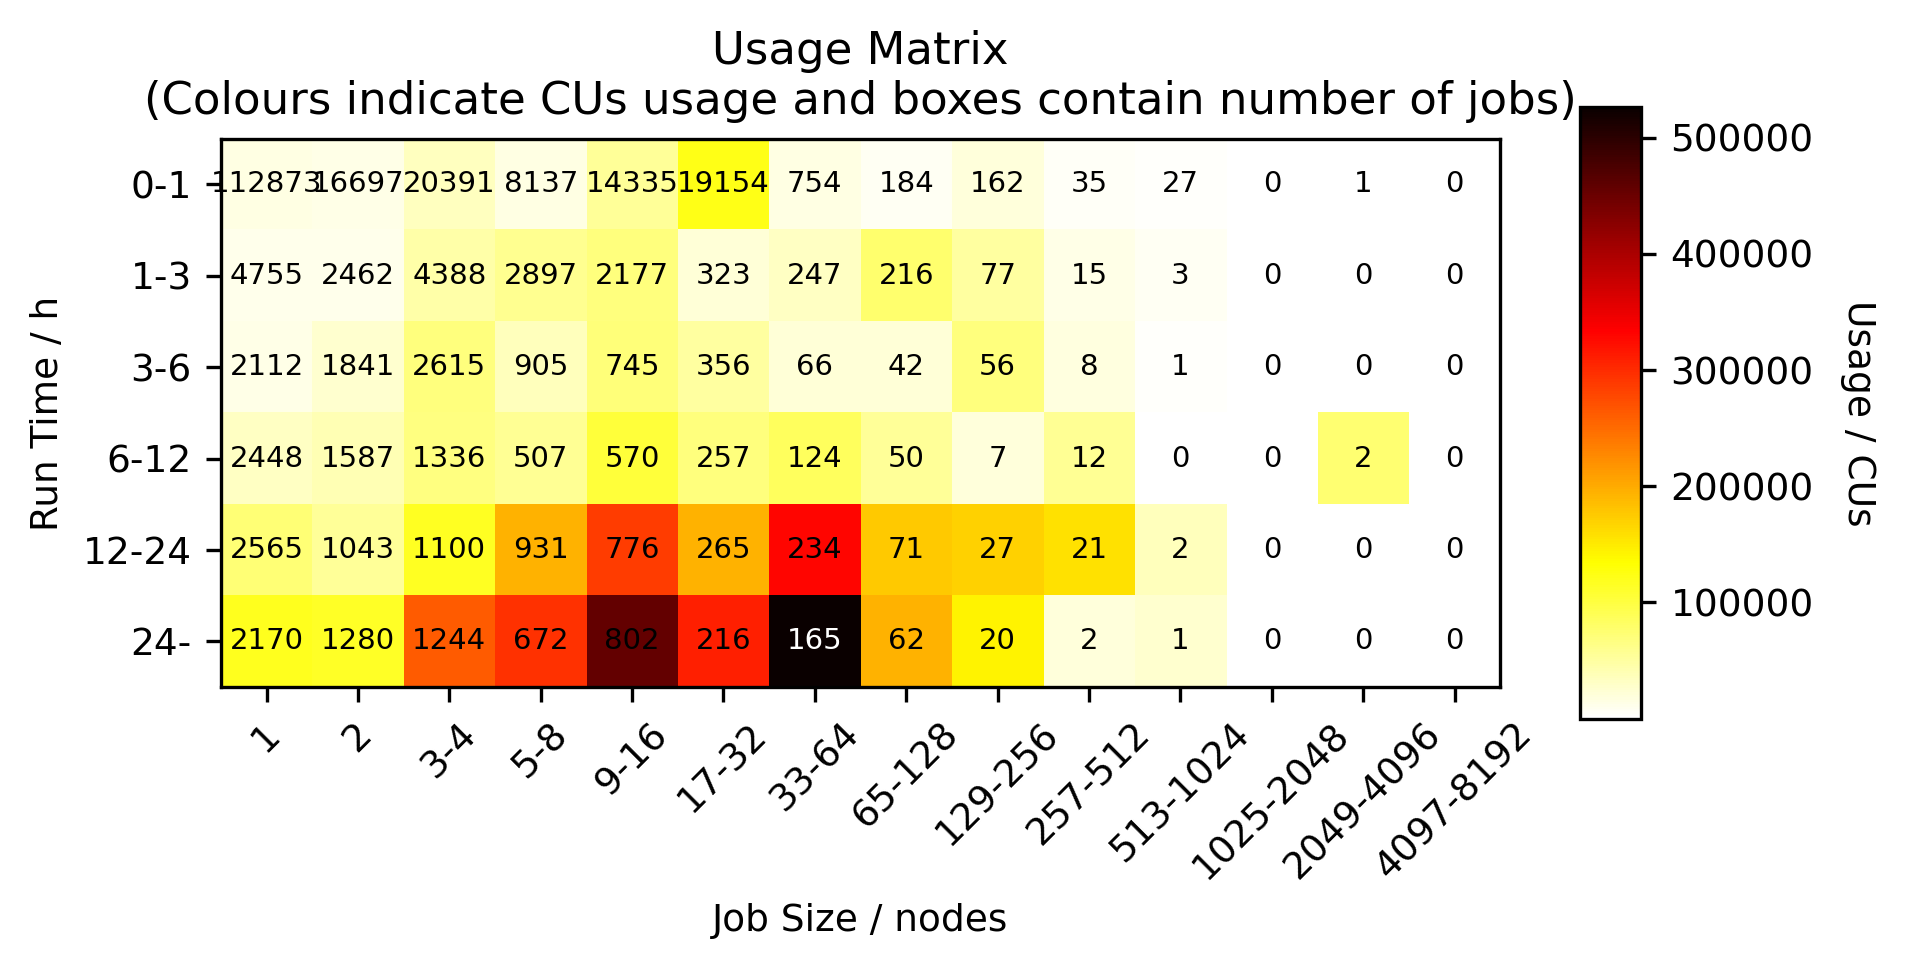 Usage Matrix
(Colours indicate CUs usage and boxes contain number of jobs)
0-1 112873 16697 20391 8137 14335 19154 754 184 162 35 27 0 1 0
1-3 4755 2462 4388 2897 2177 323 247 216 77 15 3 0 0 0
3-6 2112 1841 2615 905 745 356 66 42 56 8 1 0 0 0
6-12 2448 1587 1336 507 570 257 124 50 7 12 0 0 2 0
12-24 2565 1043 1100 931 776 265 234 71 27 21 2 0 0 0
24- 2170 1280 1244 672 802 216 165 62 20 2 1 0 0 0
1 2 3-4 5-8 9-16 17-32 33-64 65-128 129-256 257-512 513-1024 1025-2048 2049-4096 4097-8192
Job Size / nodes
Run Time / h
500000
400000
300000
200000
100000
Usage / CUs